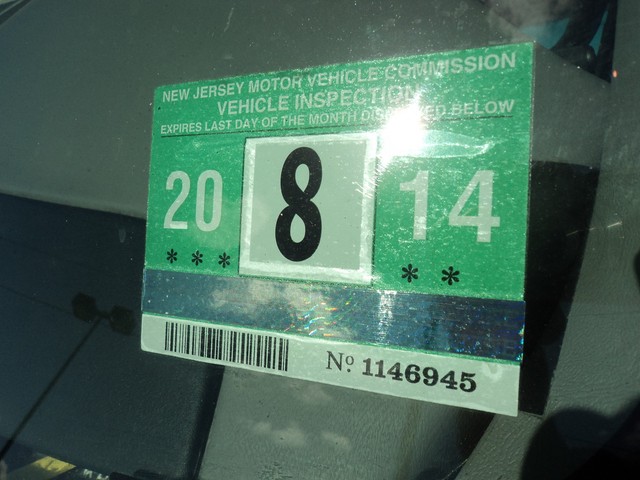 NEW JERSEY MOTOR VEHICLE COMMISSION
VEHICLE INSPECTION
EXPIRES LAST DAY OF THE MONTH DISPLAYED BELOW
20 8 14
*** **
Nº 1146945